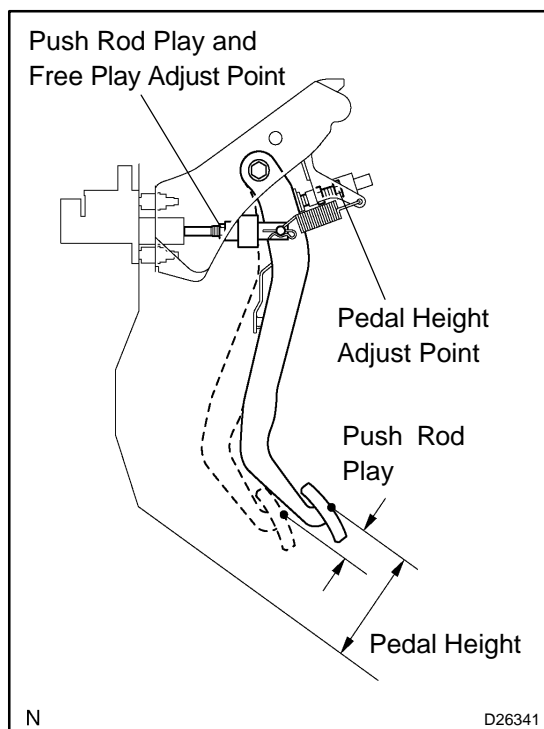 Push Rod Play and
Free Play Adjust Point
Pedal Height
Adjust Point
Push Rod
Play
Pedal Height
N
D26341